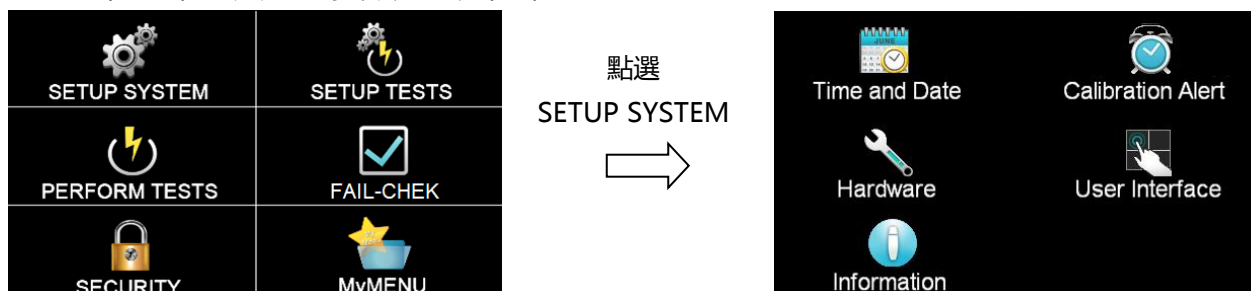 SETUP SYSTEM
SETUP TESTS
PERFORM TESTS
FAIL-CHEK
SECURITY
MyMENU
點選
SETUP SYSTEM
JUNE
Time and Date
Calibration Alert
Hardware
User Interface
Information